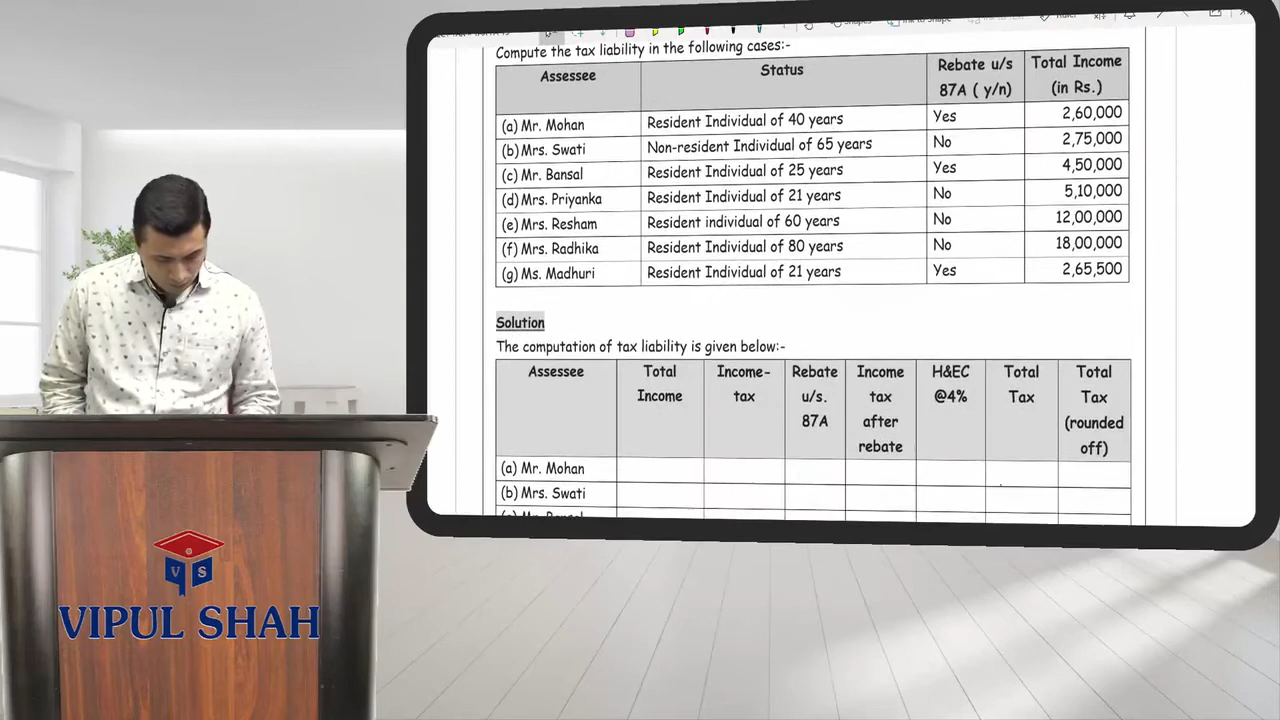 Compute the tax liability in the following cases:-
Assessee Status Rebate u/s 87A ( y/n) Total Income (in Rs.)
(a) Mr. Mohan Resident Individual of 40 years Yes 2,60,000
(b) Mrs. Swati Non-resident Individual of 65 years No 2,75,000
(c) Mr. Bansal Resident Individual of 25 years Yes 4,50,000
(d) Mrs. Priyanka Resident Individual of 21 years No 5,10,000
(e) Mrs. Resham Resident individual of 60 years No 12,00,000
(f) Mrs. Radhika Resident Individual of 80 years No 18,00,000
(g) Ms. Madhuri Resident Individual of 21 years Yes 2,65,500
Solution
The computation of tax liability is given below:-
Assessee Total Income Income-tax Rebate u/s. 87A Income tax after rebate H&EC @4% Total Tax Total Tax (rounded off)
(a) Mr. Mohan
(b) Mrs. Swati
V S
VIPUL SHAH